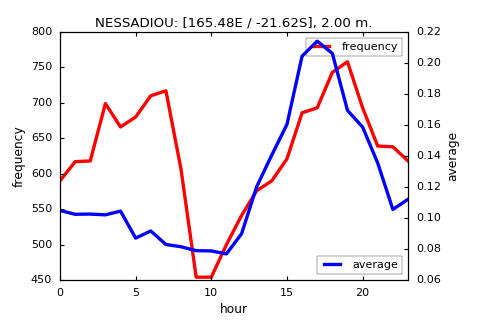 NESSADIOU: [165.48E / -21.62S], 2.00 m.
800 0.22
frequency
750 0.20
700 0.18
650 0.16
frequency
600 0.14
average
550 0.12
0.10
500 0.08
average
450 0.06
0 5 10 15 20
hour